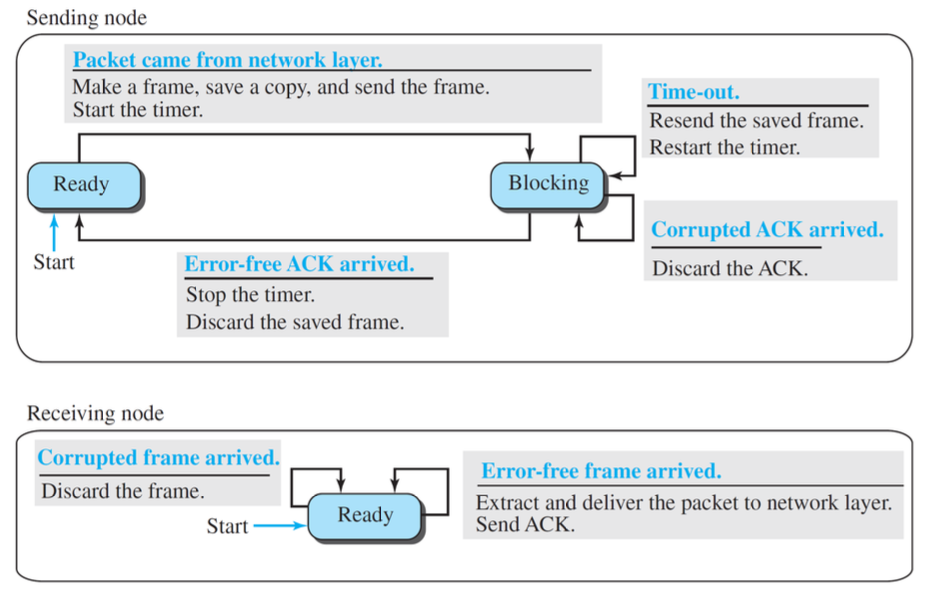 Sending node
Packet came from network layer.
Make a frame, save a copy, and send the frame.
Start the timer.
Time-out.
Resend the saved frame.
Restart the timer.
Ready
Blocking
Corrupted ACK arrived.
Discard the ACK.
Start
Error-free ACK arrived.
Stop the timer.
Discard the saved frame.
Receiving node
Corrupted frame arrived.
Discard the frame.
Start
Ready
Error-free frame arrived.
Extract and deliver the packet to network layer.
Send ACK.